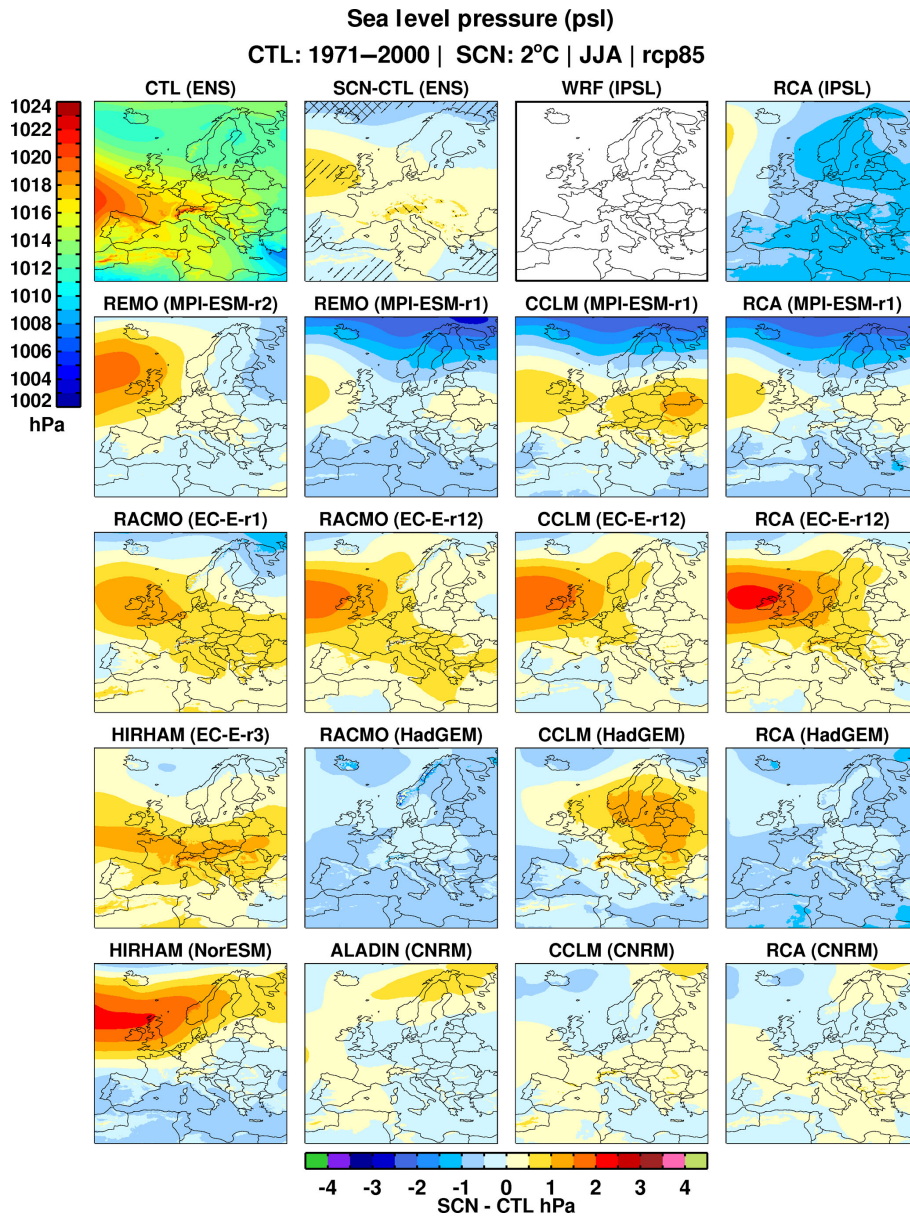 Sea level pressure (psl)
CTL: 1971–2000 | SCN: 2°C | JJA | rcp85
CTL (ENS)
SCN-CTL (ENS)
WRF (IPSL)
RCA (IPSL)
1024
1022
1020
1018
1016
1014
1012
1010
1008
1006
1004
1002
hPa
REMO (MPI-ESM-r2)
REMO (MPI-ESM-r1)
CCLM (MPI-ESM-r1)
RCA (MPI-ESM-r1)
RACMO (EC-E-r1)
RACMO (EC-E-r12)
CCLM (EC-E-r12)
RCA (EC-E-r12)
HIRHAM (EC-E-r3)
RACMO (HadGEM)
CCLM (HadGEM)
RCA (HadGEM)
HIRHAM (NorESM)
ALADIN (CNRM)
CCLM (CNRM)
RCA (CNRM)
-4 -3 -2 -1 0 1 2 3 4
SCN - CTL hPa